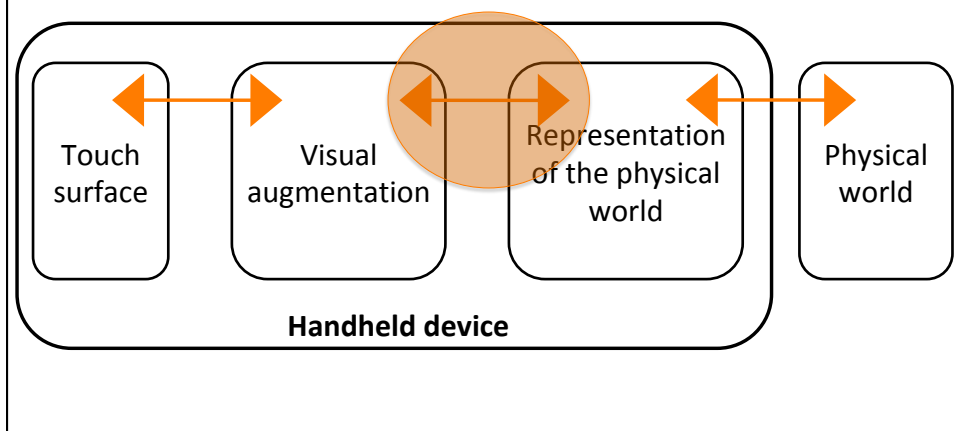 Touch
surface
Visual
augmentation
Representation
of the physical
world
Physical
world
Handheld device